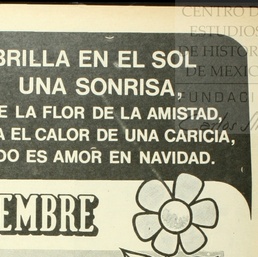 BRILLA EN EL SOL
UNA SONRISA,
E LA FLOR DE LA AMISTAD,
A EL CALOR DE UNA CARICIA,
DO ES AMOR EN NAVIDAD.
EMBRE
CENTRO D
ESTUDIOS
DE HISTOR
DE MEXIC
FUNDACI